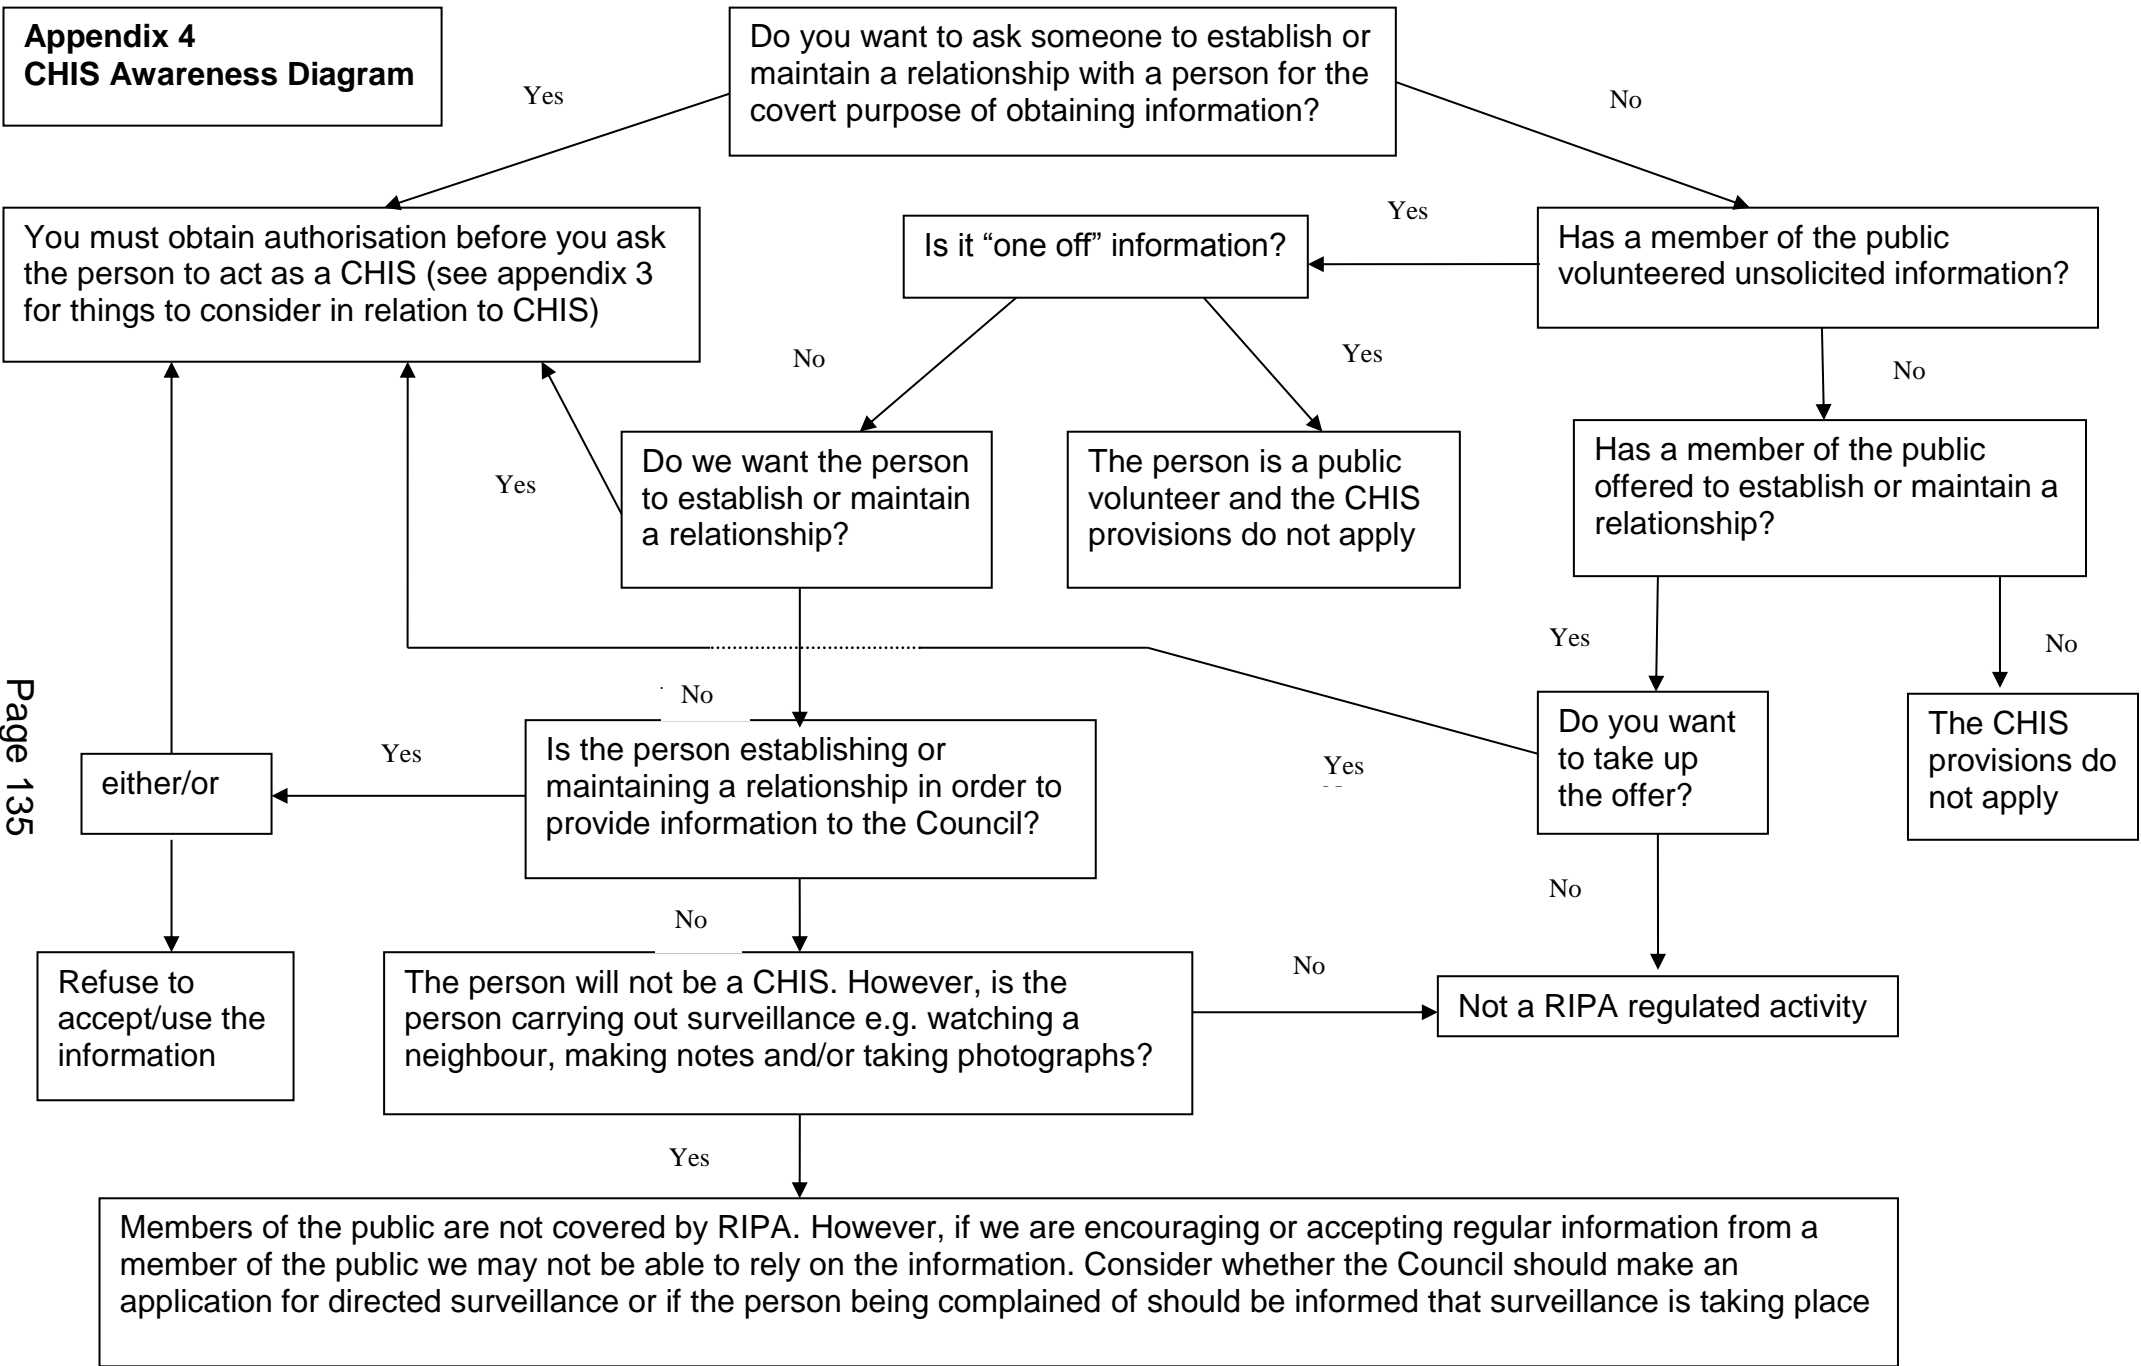 Appendix 4
CHIS Awareness Diagram
Do you want to ask someone to establish or
maintain a relationship with a person for the
covert purpose of obtaining information?
Yes
No
You must obtain authorisation before you ask
the person to act as a CHIS (see appendix 3
for things to consider in relation to CHIS)
Is it “one off” information?
Yes
Has a member of the public
volunteered unsolicited information?
No
Yes
No
Do we want the person
to establish or maintain
a relationship?
Yes
The person is a public
volunteer and the CHIS
provisions do not apply
Has a member of the public
offered to establish or maintain a
relationship?
Yes
No
No
Is the person establishing or
maintaining a relationship in order to
provide information to the Council?
Yes
either/or
Yes
Do you want
to take up
the offer?
The CHIS
provisions do
not apply
No
No
Refuse to
accept/use the
information
The person will not be a CHIS. However, is the
person carrying out surveillance e.g. watching a
neighbour, making notes and/or taking photographs?
No
Not a RIPA regulated activity
Yes
Members of the public are not covered by RIPA. However, if we are encouraging or accepting regular information from a
member of the public we may not be able to rely on the information. Consider whether the Council should make an
application for directed surveillance or if the person being complained of should be informed that surveillance is taking place
Page 135